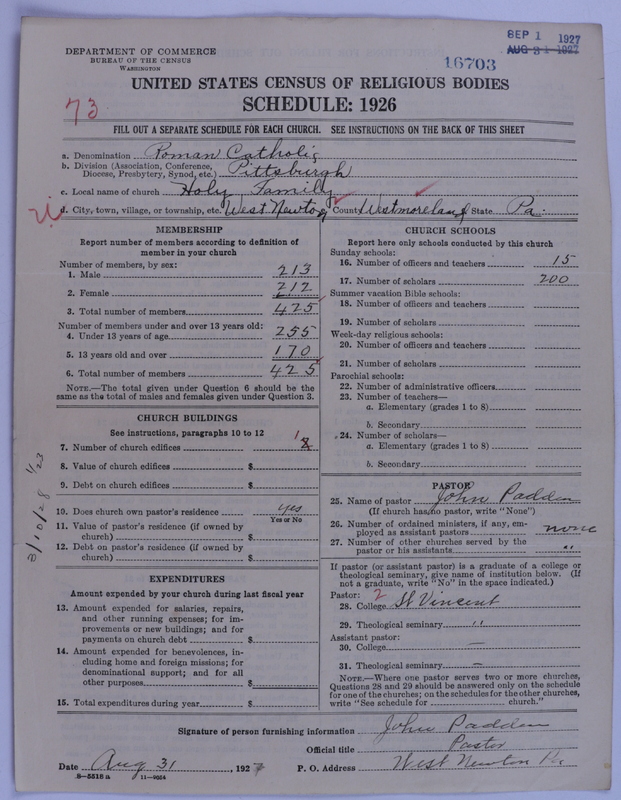 SEP 1 1927
AUG 31 1927
16703
DEPARTMENT OF COMMERCE
BUREAU OF THE CENSUS
WASHINGTON
UNITED STATES CENSUS OF RELIGIOUS BODIES
SCHEDULE: 1926
73
FILL OUT A SEPARATE SCHEDULE FOR EACH CHURCH. SEE INSTRUCTIONS ON THE BACK OF THIS SHEET
a. Denomination Roman Catholic
b. Division (Association, Conference, Diocese, Presbytery, Synod, etc.) Pittsburgh
c. Local name of church Holy Family
d. City, town, village, or township, etc. West Newton County Westmoreland State Pa.
MEMBERSHIP
Report number of members according to definition of
member in your church
Number of members, by sex:
1. Male 213
2. Female 212
3. Total number of members 425
Number of members under and over 13 years old:
4. Under 13 years of age 255
5. 13 years old and over 170
6. Total number of members 425
NOTE.—The total given under Question 6 should be the
same as the total of males and females given under Question 3.
CHURCH BUILDINGS
See instructions, paragraphs 10 to 12
7. Number of church edifices 1
8. Value of church edifices $
9. Debt on church edifices $
10. Does church own pastor's residence yes
Yes or No
11. Value of pastor's residence (if owned by
church) $
12. Debt on pastor's residence (if owned by
church) $
EXPENDITURES
Amount expended by your church during last fiscal year
13. Amount expended for salaries, repairs,
and other running expenses; for im-
provements or new buildings; and for
payments on church debt $
14. Amount expended for benevolences, in-
cluding home and foreign missions; for
denominational support; and for all
other purposes $
15. Total expenditures during year $
CHURCH SCHOOLS
Report here only schools conducted by this church
Sunday schools:
16. Number of officers and teachers 15
17. Number of scholars 200
Summer vacation Bible schools:
18. Number of officers and teachers
19. Number of scholars
Week-day religious schools:
20. Number of officers and teachers
21. Number of scholars
Parochial schools:
22. Number of administrative officers
23. Number of teachers—
a. Elementary (grades 1 to 8)
b. Secondary
24. Number of scholars—
a. Elementary (grades 1 to 8)
b. Secondary
PASTOR
25. Name of pastor John Padden
(If church has no pastor, write "None")
26. Number of ordained ministers, if any, em-
ployed as assistant pastors none
27. Number of other churches served by the
pastor or his assistants "
If pastor (or assistant pastor) is a graduate of a college or
theological seminary, give name of institution below. (If
not a graduate, write "No" in the space indicated.)
Pastor: 2
28. College St Vincent
29. Theological seminary "
Assistant pastor:
30. College —
31. Theological seminary —
NOTE.—Where one pastor serves two or more churches,
Questions 28 and 29 should be answered only on the schedule
for one of the churches; on the schedules for the other churches,
write "See schedule for church."
8/10/28 1/23
Signature of person furnishing information John Padden
Official title Pastor
Date Aug 31, 1927 P. O. Address West Newton Pa.
8—5518 a 11—9054